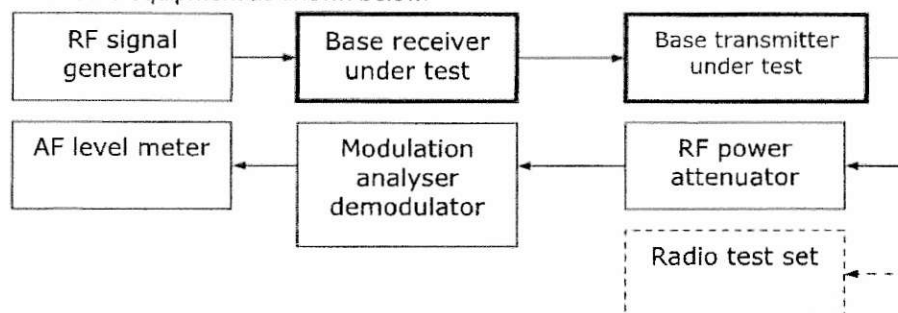 RF signal
generator
Base receiver
under test
Base transmitter
under test
AF level meter
Modulation
analyser
demodulator
RF power
attenuator
Radio test set